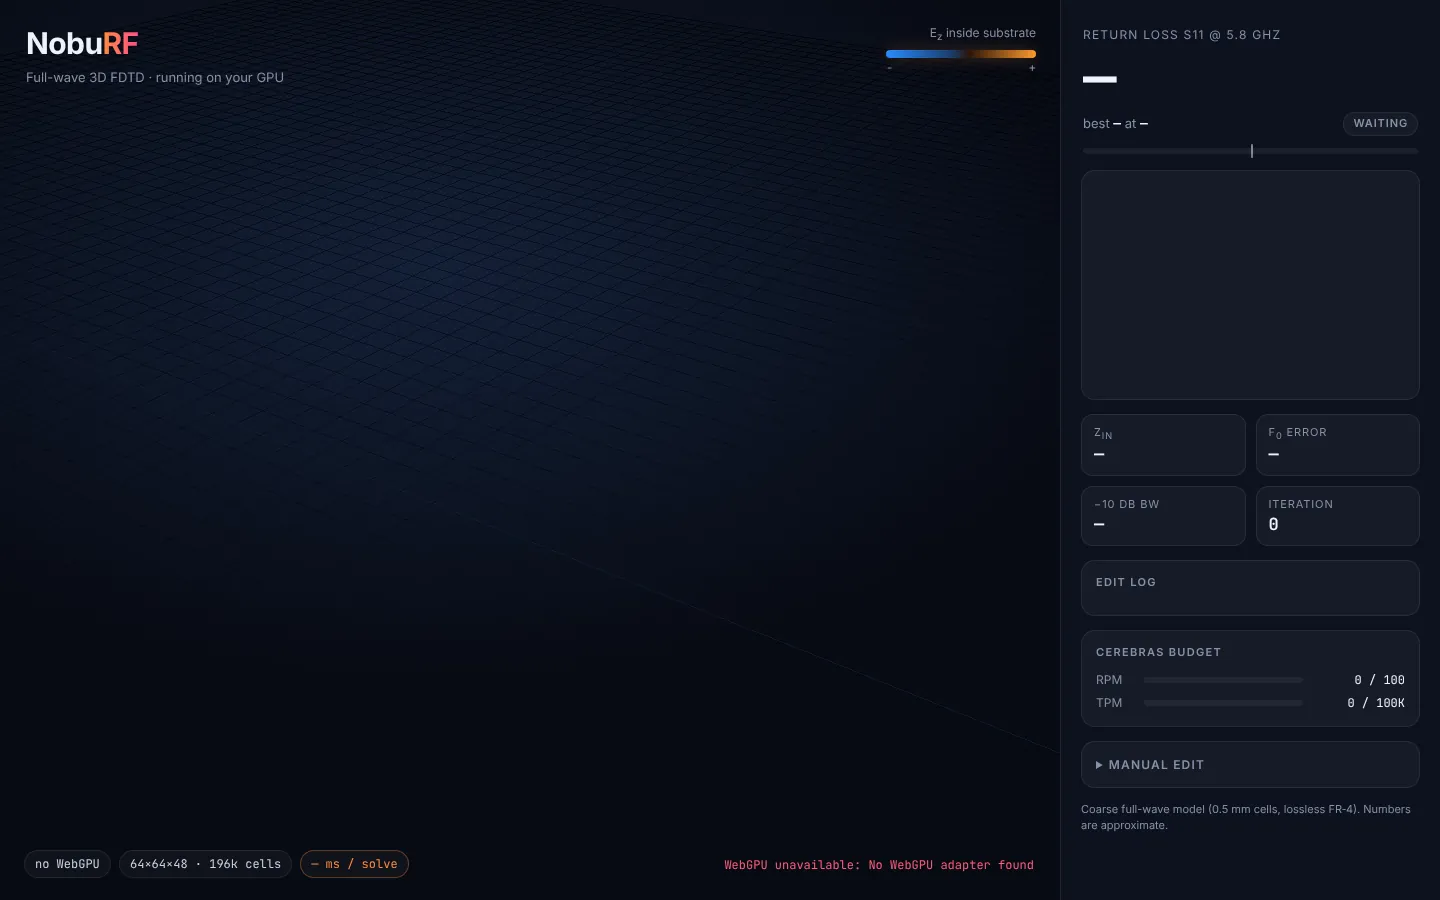 NobuRF
Full-wave 3D FDTD · running on your GPU
Ez inside substrate
- +
RETURN LOSS S11 @ 5.8 GHZ
—
best — at —
WAITING
ZIN
—
F0 ERROR
—
−10 DB BW
—
ITERATION
0
EDIT LOG
CEREBRAS BUDGET
RPM 0 / 100
TPM 0 / 100K
▸ MANUAL EDIT
Coarse full-wave model (0.5 mm cells, lossless FR-4). Numbers
are approximate.
no WebGPU
64×64×48 · 196k cells
— ms / solve
WebGPU unavailable: No WebGPU adapter found